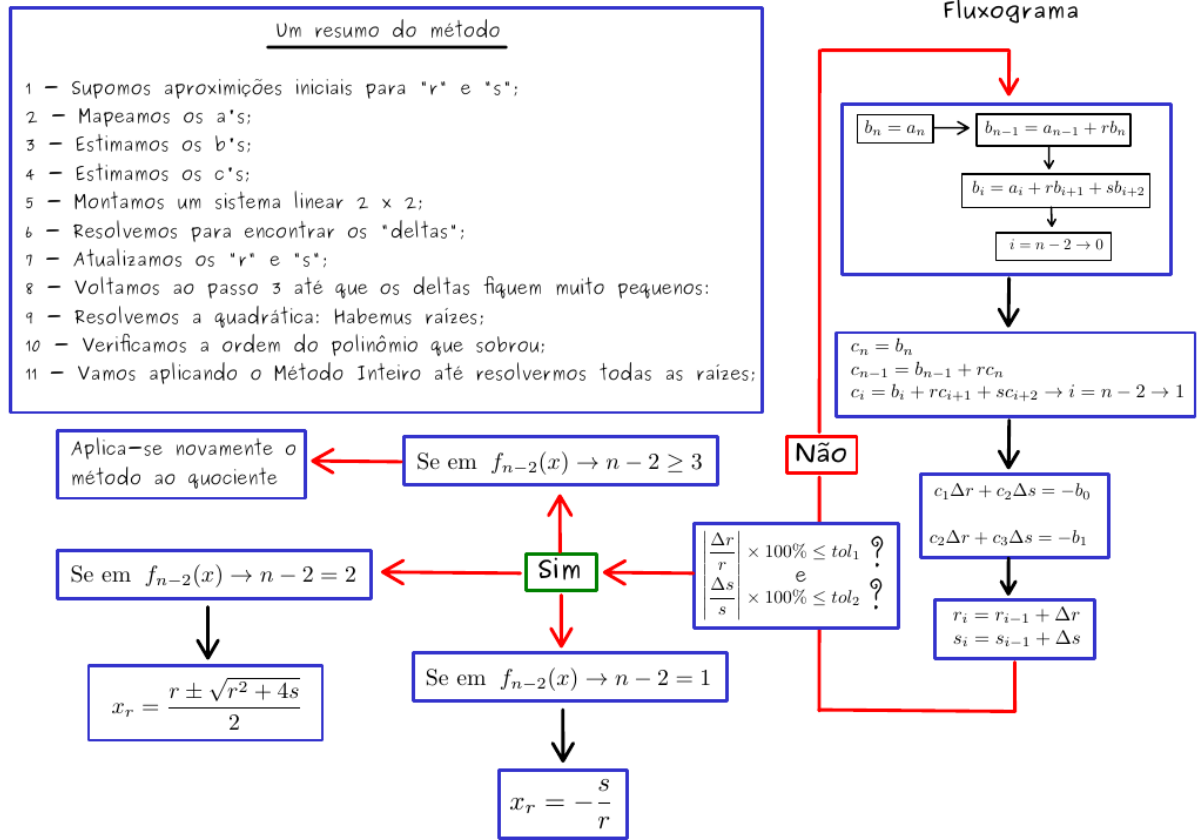 Um resumo do método
1 – Supomos aproximições iniciais para "r" e "s";
2 – Mapeamos os a's;
3 – Estimamos os b's;
4 – Estimamos os c's;
5 – Montamos um sistema linear 2 x 2;
6 – Resolvemos para encontrar os "deltas";
7 – Atualizamos os "r" e "s";
8 – Voltamos ao passo 3 até que os deltas fiquem muito pequenos:
9 – Resolvemos a quadrática: Habemus raízes;
10 – Verificamos a ordem do polinômio que sobrou;
11 – Vamos aplicando o Método Inteiro até resolvermos todas as raízes;
Fluxograma
b_n = a_n
b_{n-1} = a_{n-1} + rb_n
b_i = a_i + rb_{i+1} + sb_{i+2}
i = n − 2 → 0
c_n = b_n
c_{n-1} = b_{n-1} + rc_n
c_i = b_i + rc_{i+1} + sc_{i+2} → i = n − 2 → 1
c_1Δr + c_2Δs = −b_0
c_2Δr + c_3Δs = −b_1
r_i = r_{i-1} + Δr
s_i = s_{i-1} + Δs
Não
|Δr/r| × 100% ≤ tol_1 ?
e
|Δs/s| × 100% ≤ tol_2 ?
Sim
Se em f_{n-2}(x) → n − 2 ≥ 3
Aplica-se novamente o
método ao quociente
Se em f_{n-2}(x) → n − 2 = 2
x_r = (r ± √(r² + 4s))/2
Se em f_{n-2}(x) → n − 2 = 1
x_r = −s/r